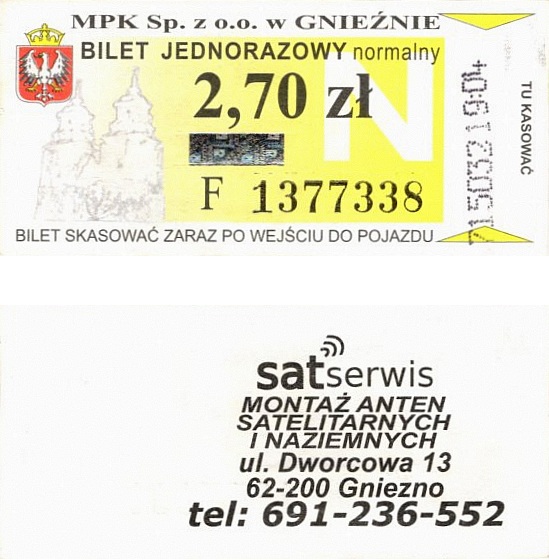 MPK Sp. z o.o. w GNIEŹNIE
BILET JEDNORAZOWY normalny
2,70 zł
N
F 1377338
BILET SKASOWAĆ ZARAZ PO WEJŚCIU DO POJAZDU
TU KASOWAĆ
satserwis
MONTAŻ ANTEN
SATELITARNYCH
I NAZIEMNYCH
ul. Dworcowa 13
62-200 Gniezno
tel: 691-236-552